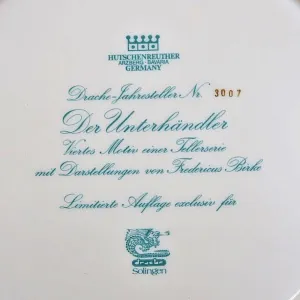 HUTSCHENREUTHER
ARZBERG · BAVARIA
GERMANY
Drache-Jahresteller Nr. 3007
Der Unterhändler
Viertes Motiv einer Tellerserie
mit Darstellungen von Fredericus Birke
Limitierte Auflage exclusiv für
drache
Solingen